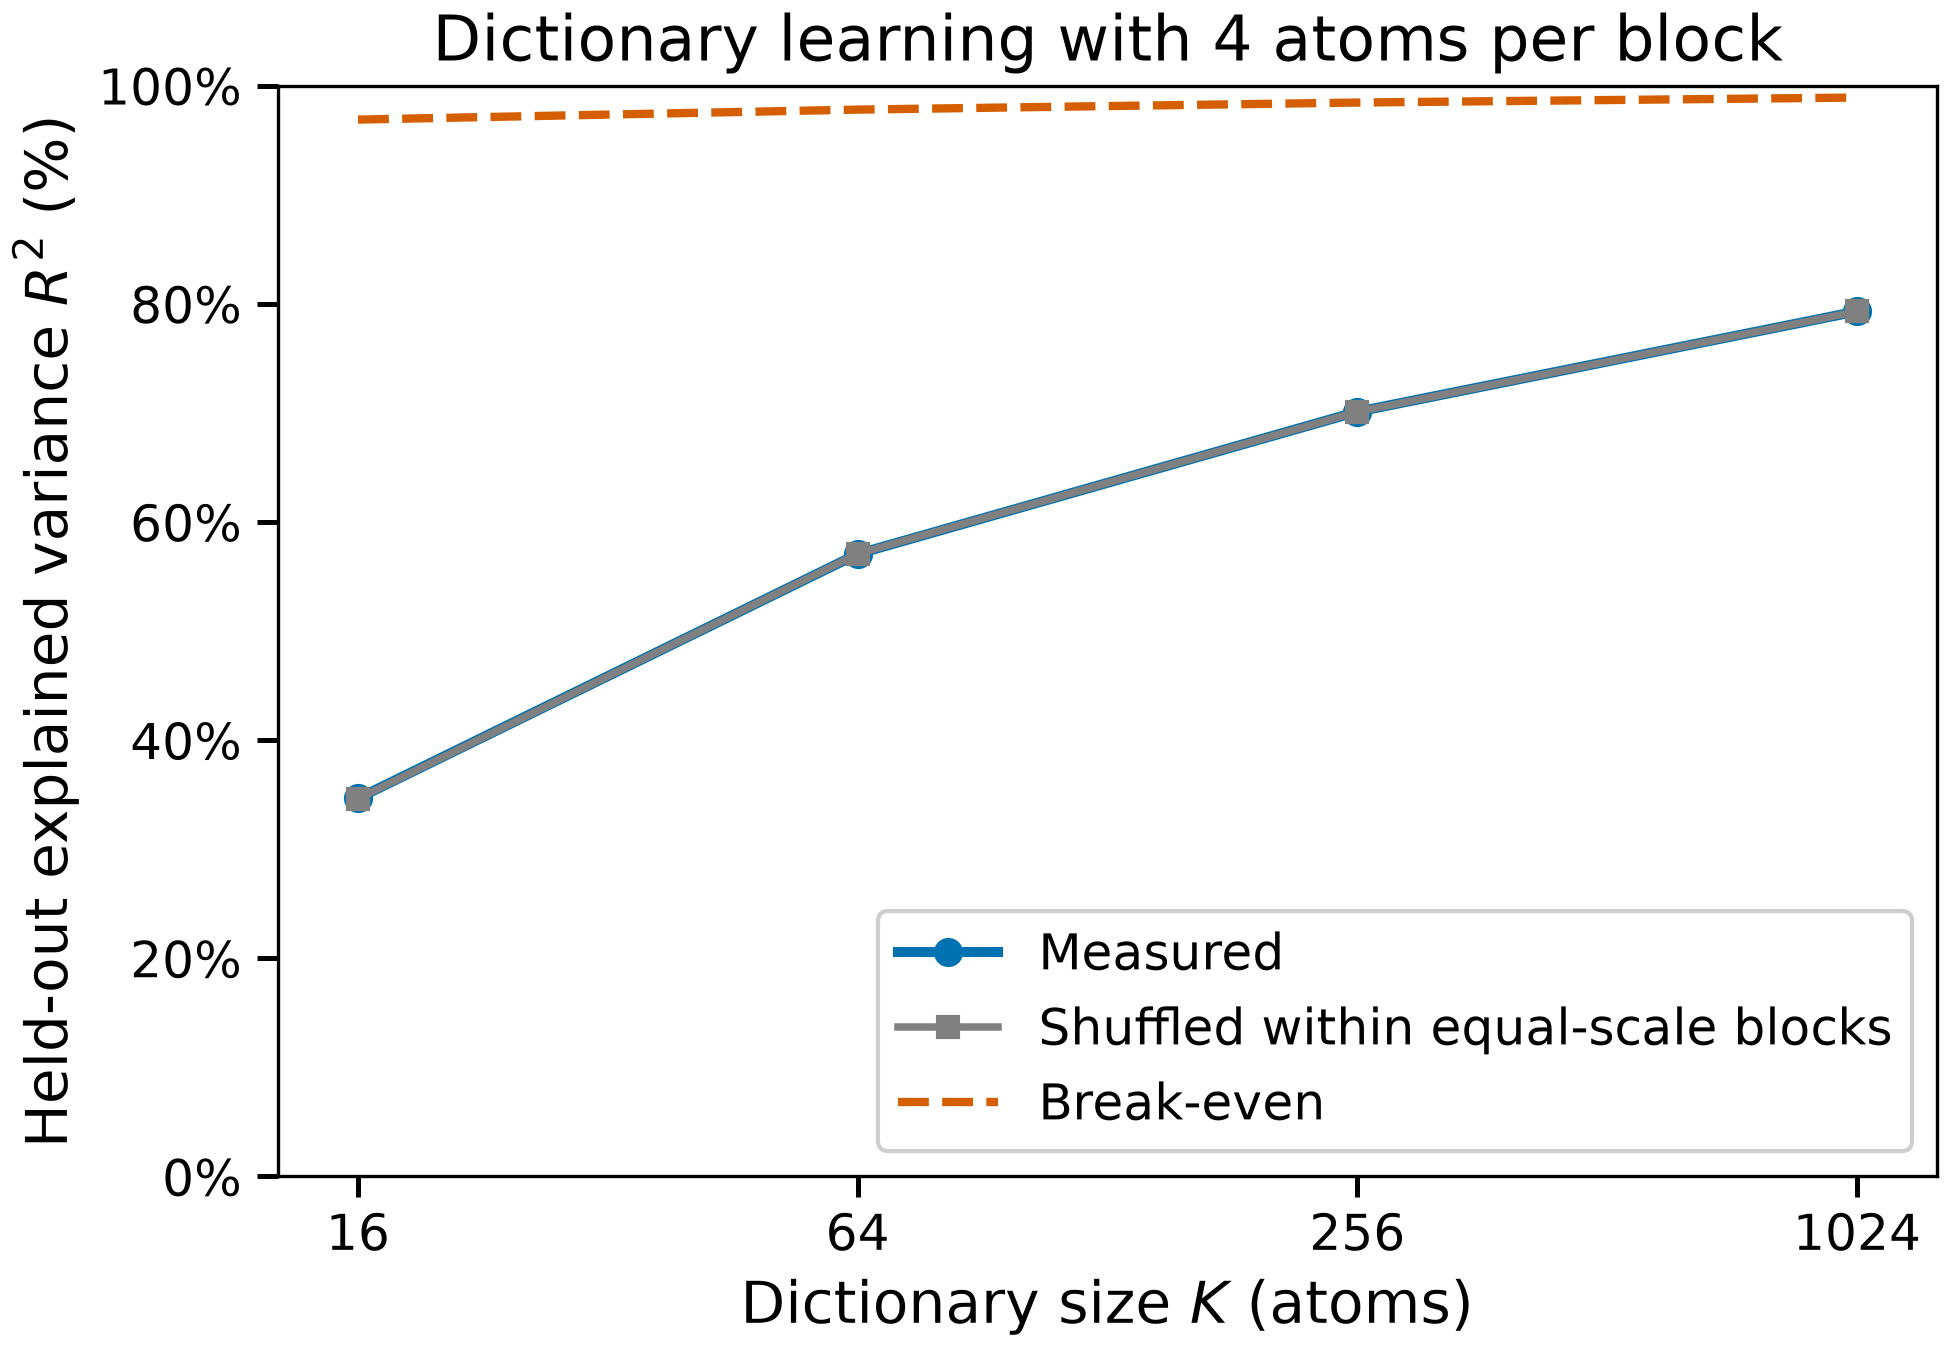 Dictionary learning with 4 atoms per block
Held-out explained variance R² (%)
100%
80%
60%
40%
20%
0%
Measured
Shuffled within equal-scale blocks
Break-even
16
64
256
1024
Dictionary size K (atoms)